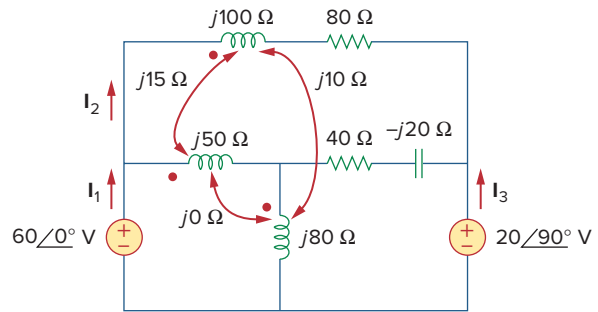 j100 Ω 80 Ω
j15 Ω j10 Ω
I2
j50 Ω 40 Ω −j20 Ω
I1 I3
j0 Ω
60∠0° V + − j80 Ω + − 20∠90° V